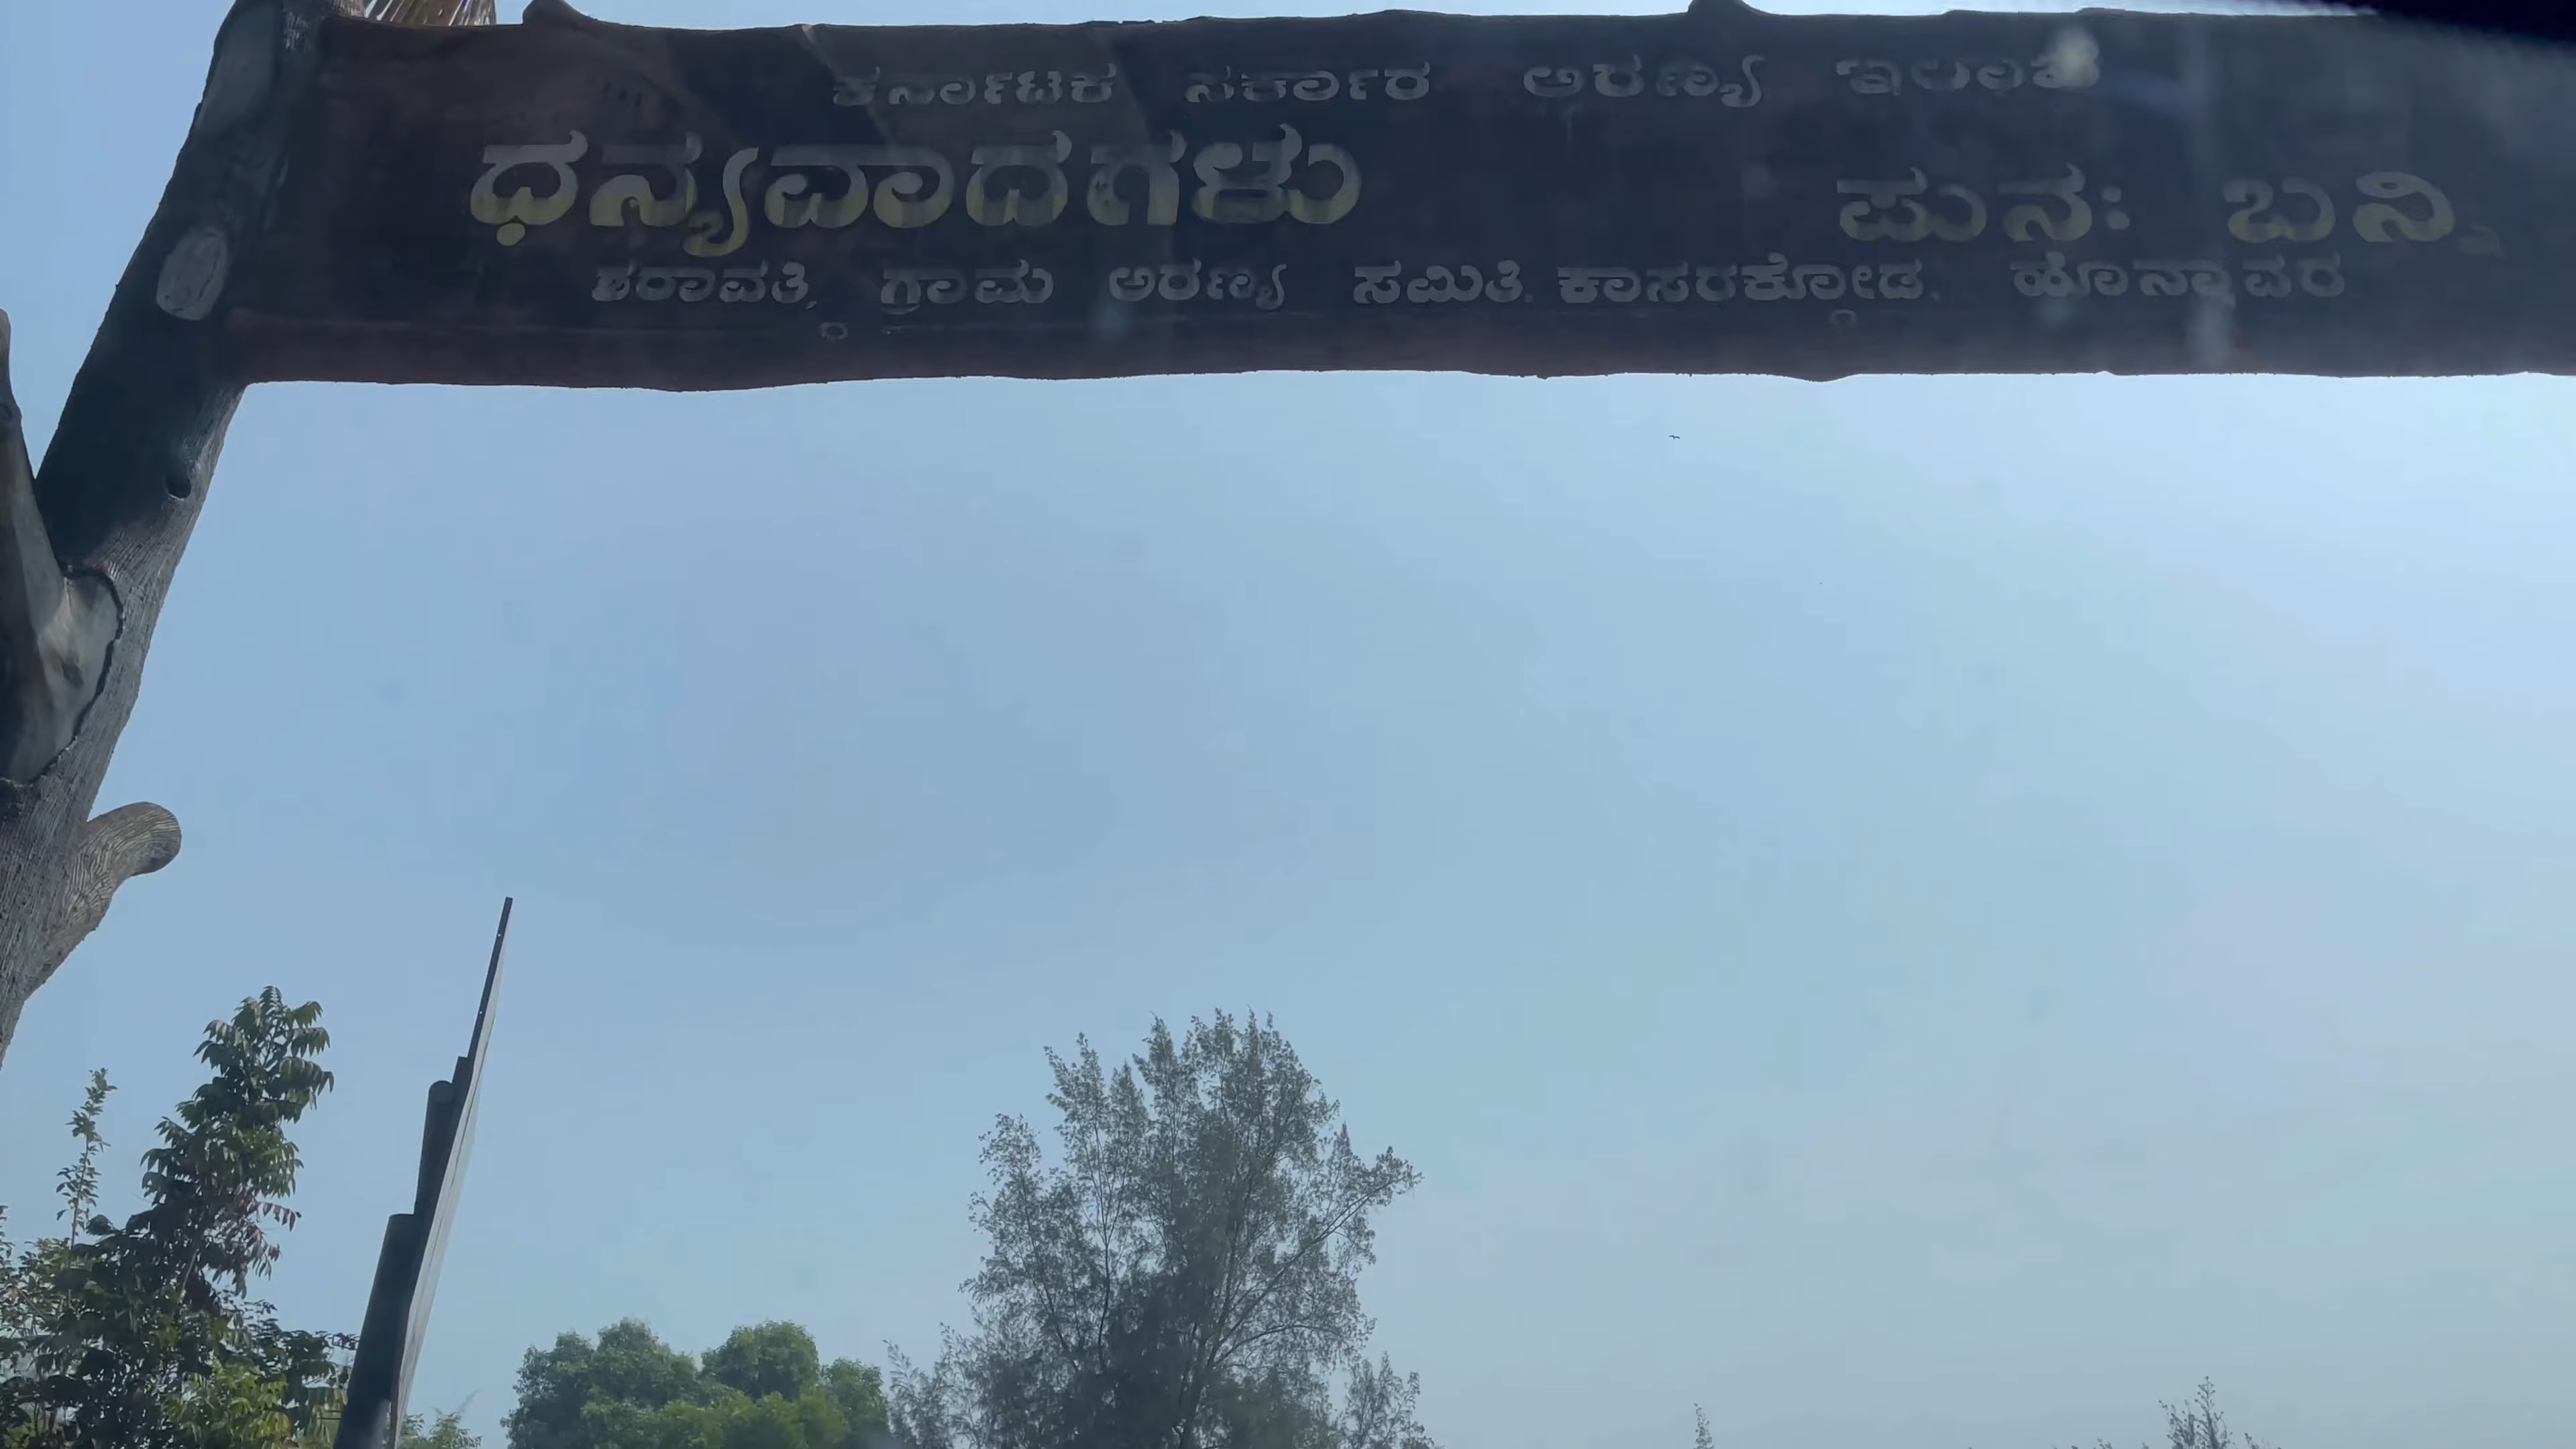 ಕರ್ನಾಟಕ ಸರ್ಕಾರ ಅರಣ್ಯ ಇಲಾಖೆ
ಧನ್ಯವಾದಗಳು ಪುನಃ ಬನ್ನಿ
ಶರಾವತಿ, ಗ್ರಾಮ ಅರಣ್ಯ ಸಮಿತಿ, ಕಾಸರಕೋಡ, ಹೊನ್ನಾವರ